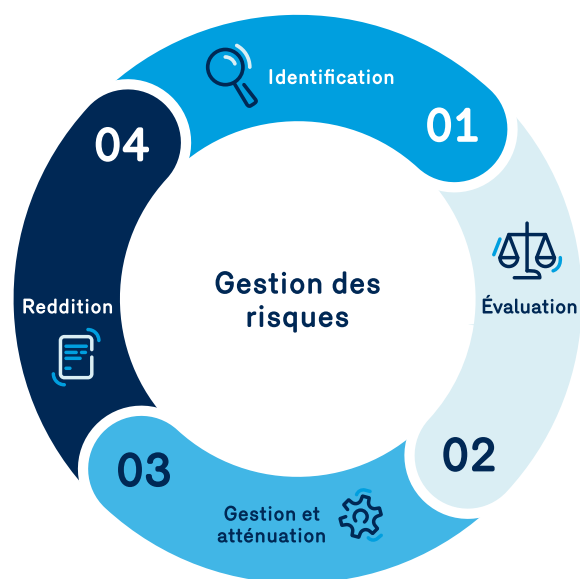 Identification
01
Évaluation
02
Gestion et
atténuation
03
Reddition
04
Gestion des
risques